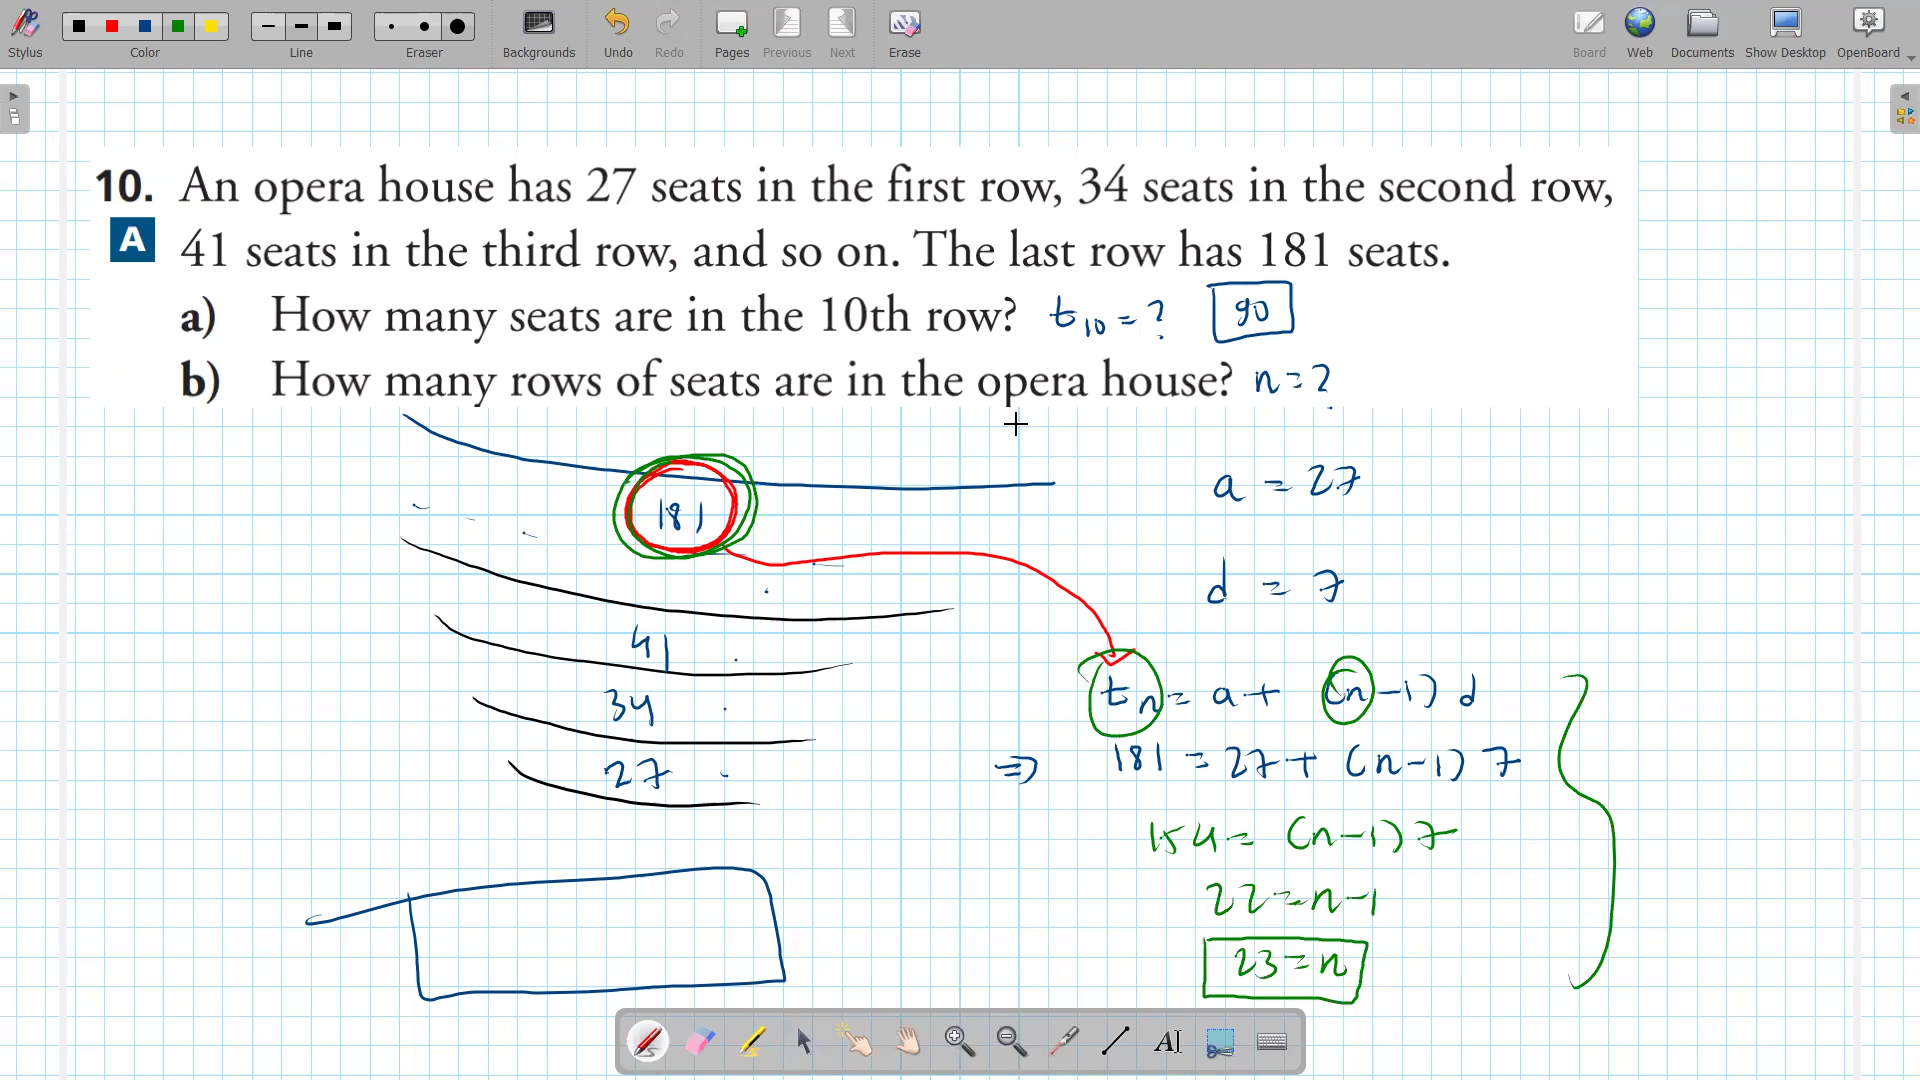 Stylus Color Line Eraser Backgrounds Undo Redo Pages Previous Next Erase Board Web Documents Show Desktop OpenBoard
10. An opera house has 27 seats in the first row, 34 seats in the second row,
A 41 seats in the third row, and so on. The last row has 181 seats.
a) How many seats are in the 10th row? t10 = ? 90
b) How many rows of seats are in the opera house? n = ?
181
41
34
27
a = 27
d = 7
tn = a + (n-1) d
⇒ 181 = 27 + (n-1) 7
154 = (n-1) 7
22 = n-1
23 = n